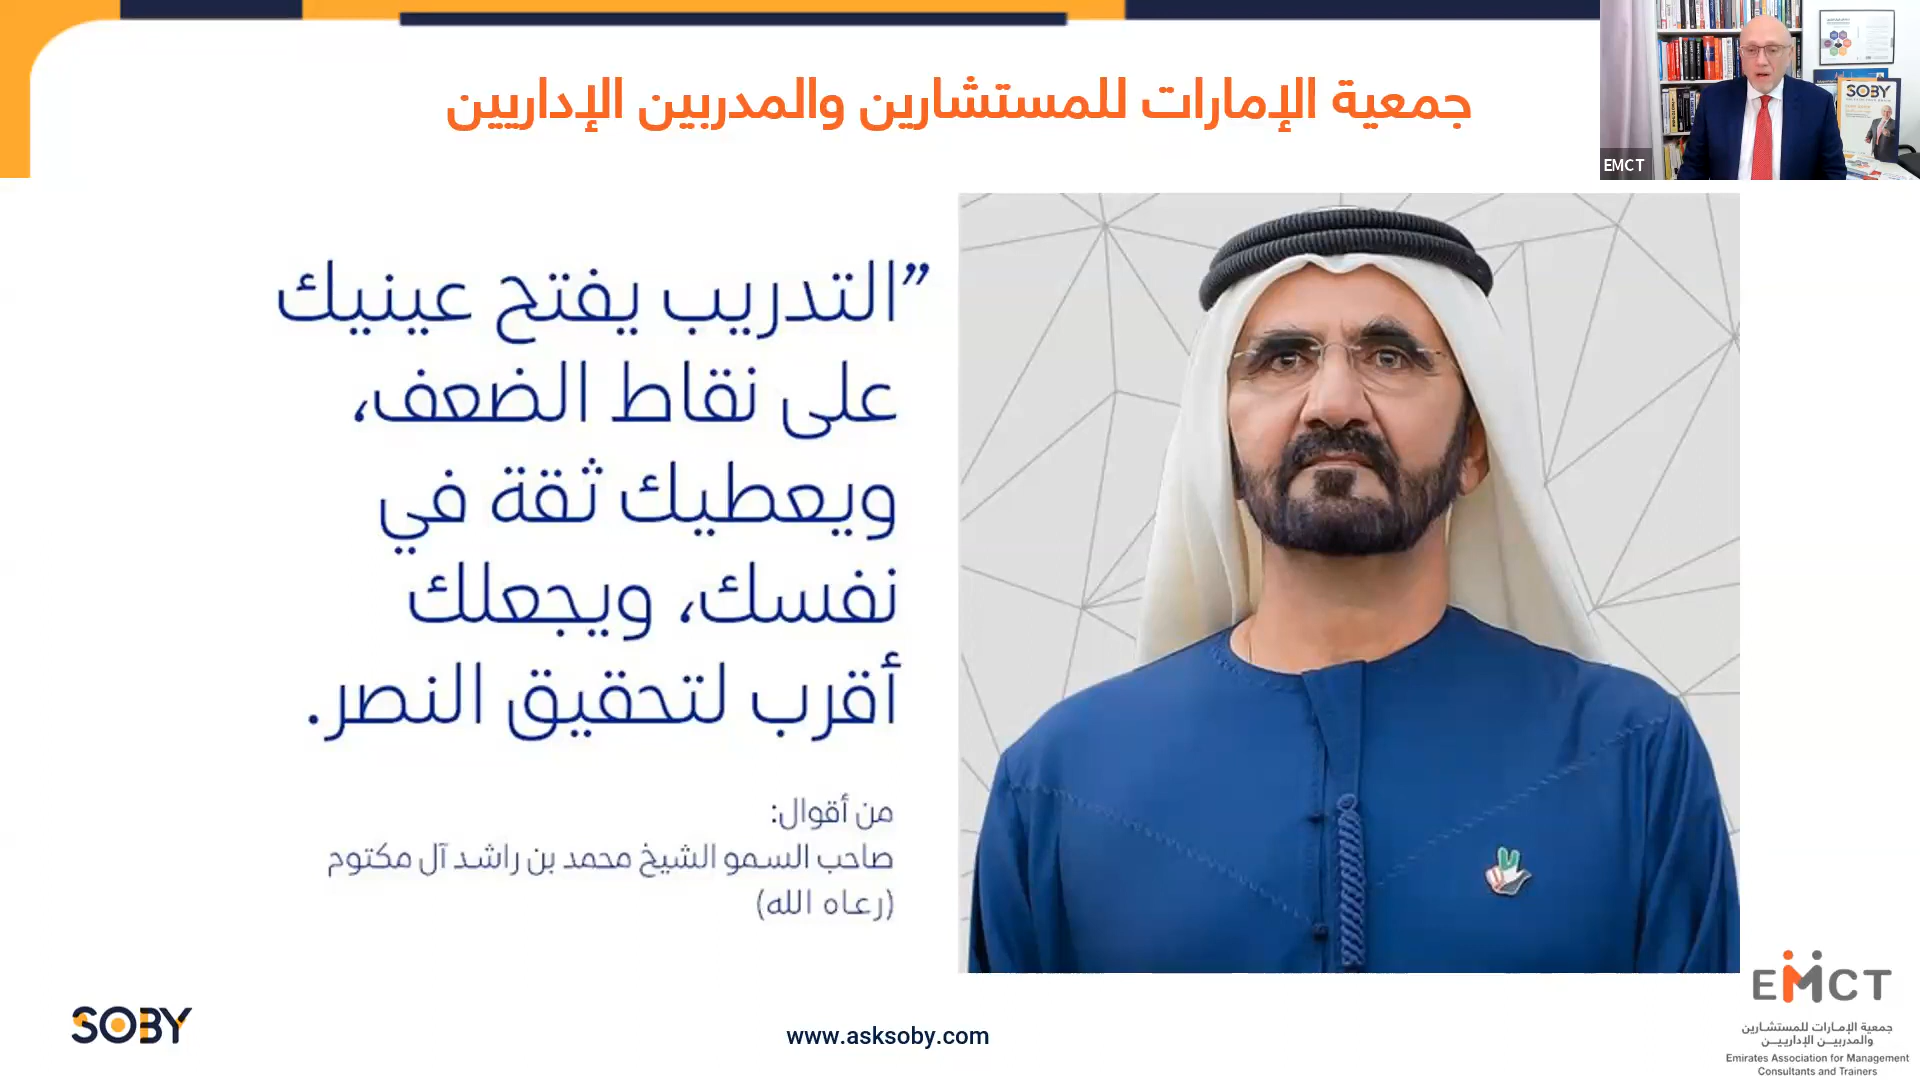 جمعية الإمارات للمستشارين والمدربين الإداريين
SOBY
EMCT
”التدريب يفتح عينيك
على نقاط الضعف،
ويعطيك ثقة في
نفسك، ويجعلك
أقرب لتحقيق النصر.
من أقوال:
صاحب السمو الشيخ محمد بن راشد آل مكتوم
(رعاه الله)
SOBY
www.asksoby.com
EMCT
جمعية الإمارات للمستشارين
والمدربين الإداريين
Emirates Association for Management
Consultants and Trainers